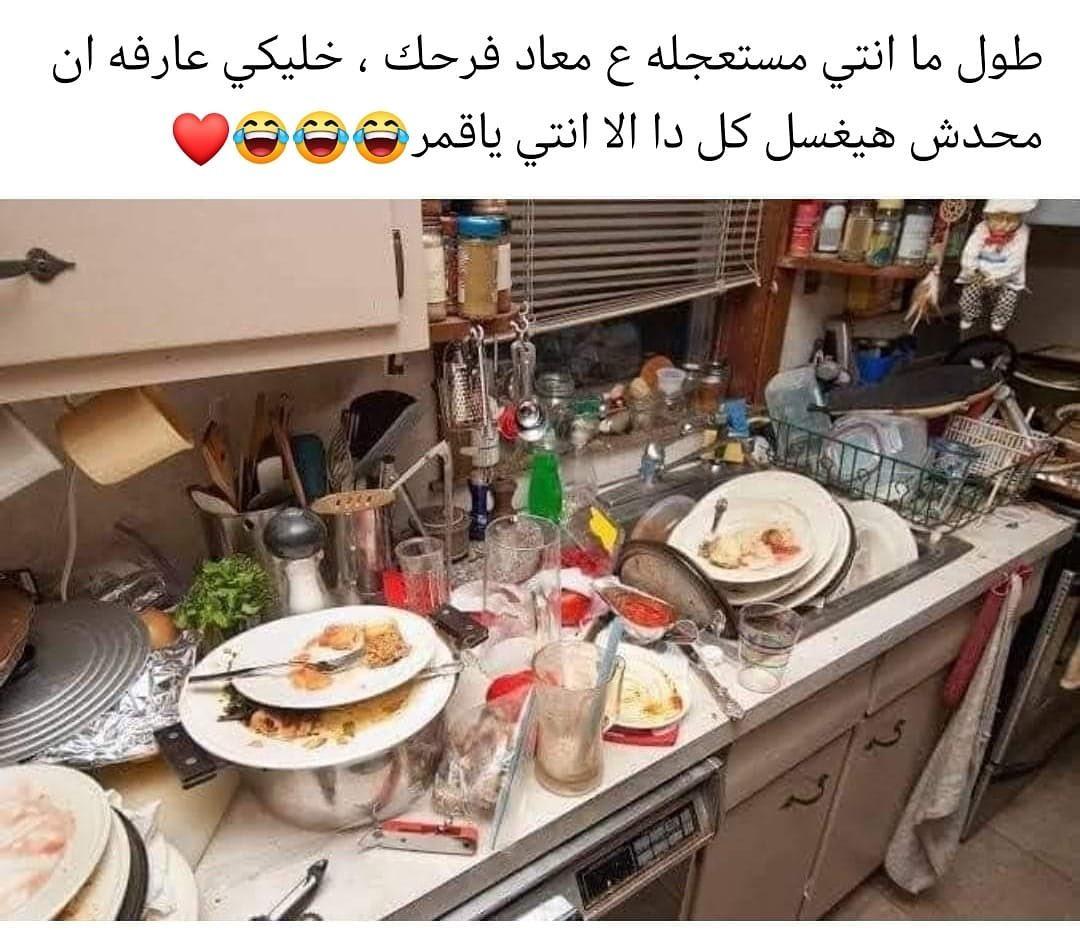 طول ما انتي مستعجله ع معاد فرحك ، خليكي عارفه ان
محدش هيغسل كل دا الا انتي ياقمر😂😂😂❤️